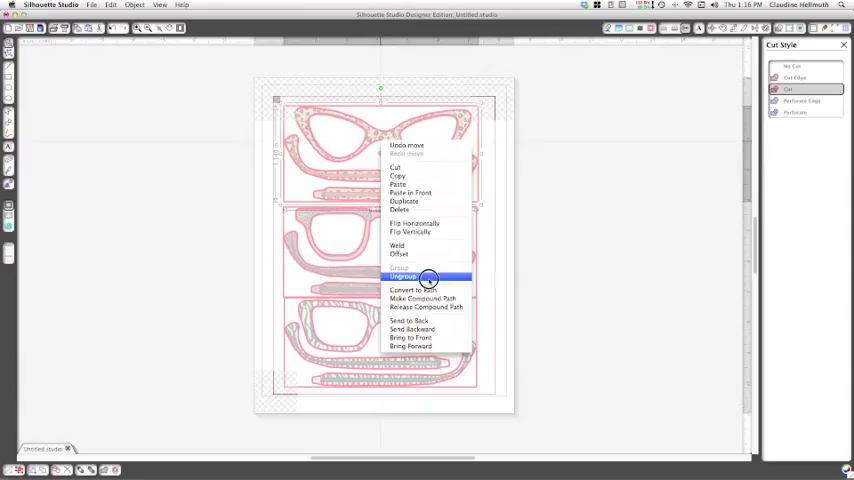 Silhouette Studio File Edit Object View Help
Thu 1:16 PM Claudine Hellmuth
Silhouette Studio Designer Edition, Untitled.studio
Cut Style
No Cut
Cut Edge
Cut
Perforate Edge
Perforate
Undo move
Redo move
Cut
Copy
Paste
Paste in Front
Duplicate
Delete
Flip Horizontally
Flip Vertically
Weld
Offset
Group
Ungroup
Convert to Path
Make Compound Path
Release Compound Path
Send to Back
Send Backward
Bring to Front
Bring Forward
Untitled.studio